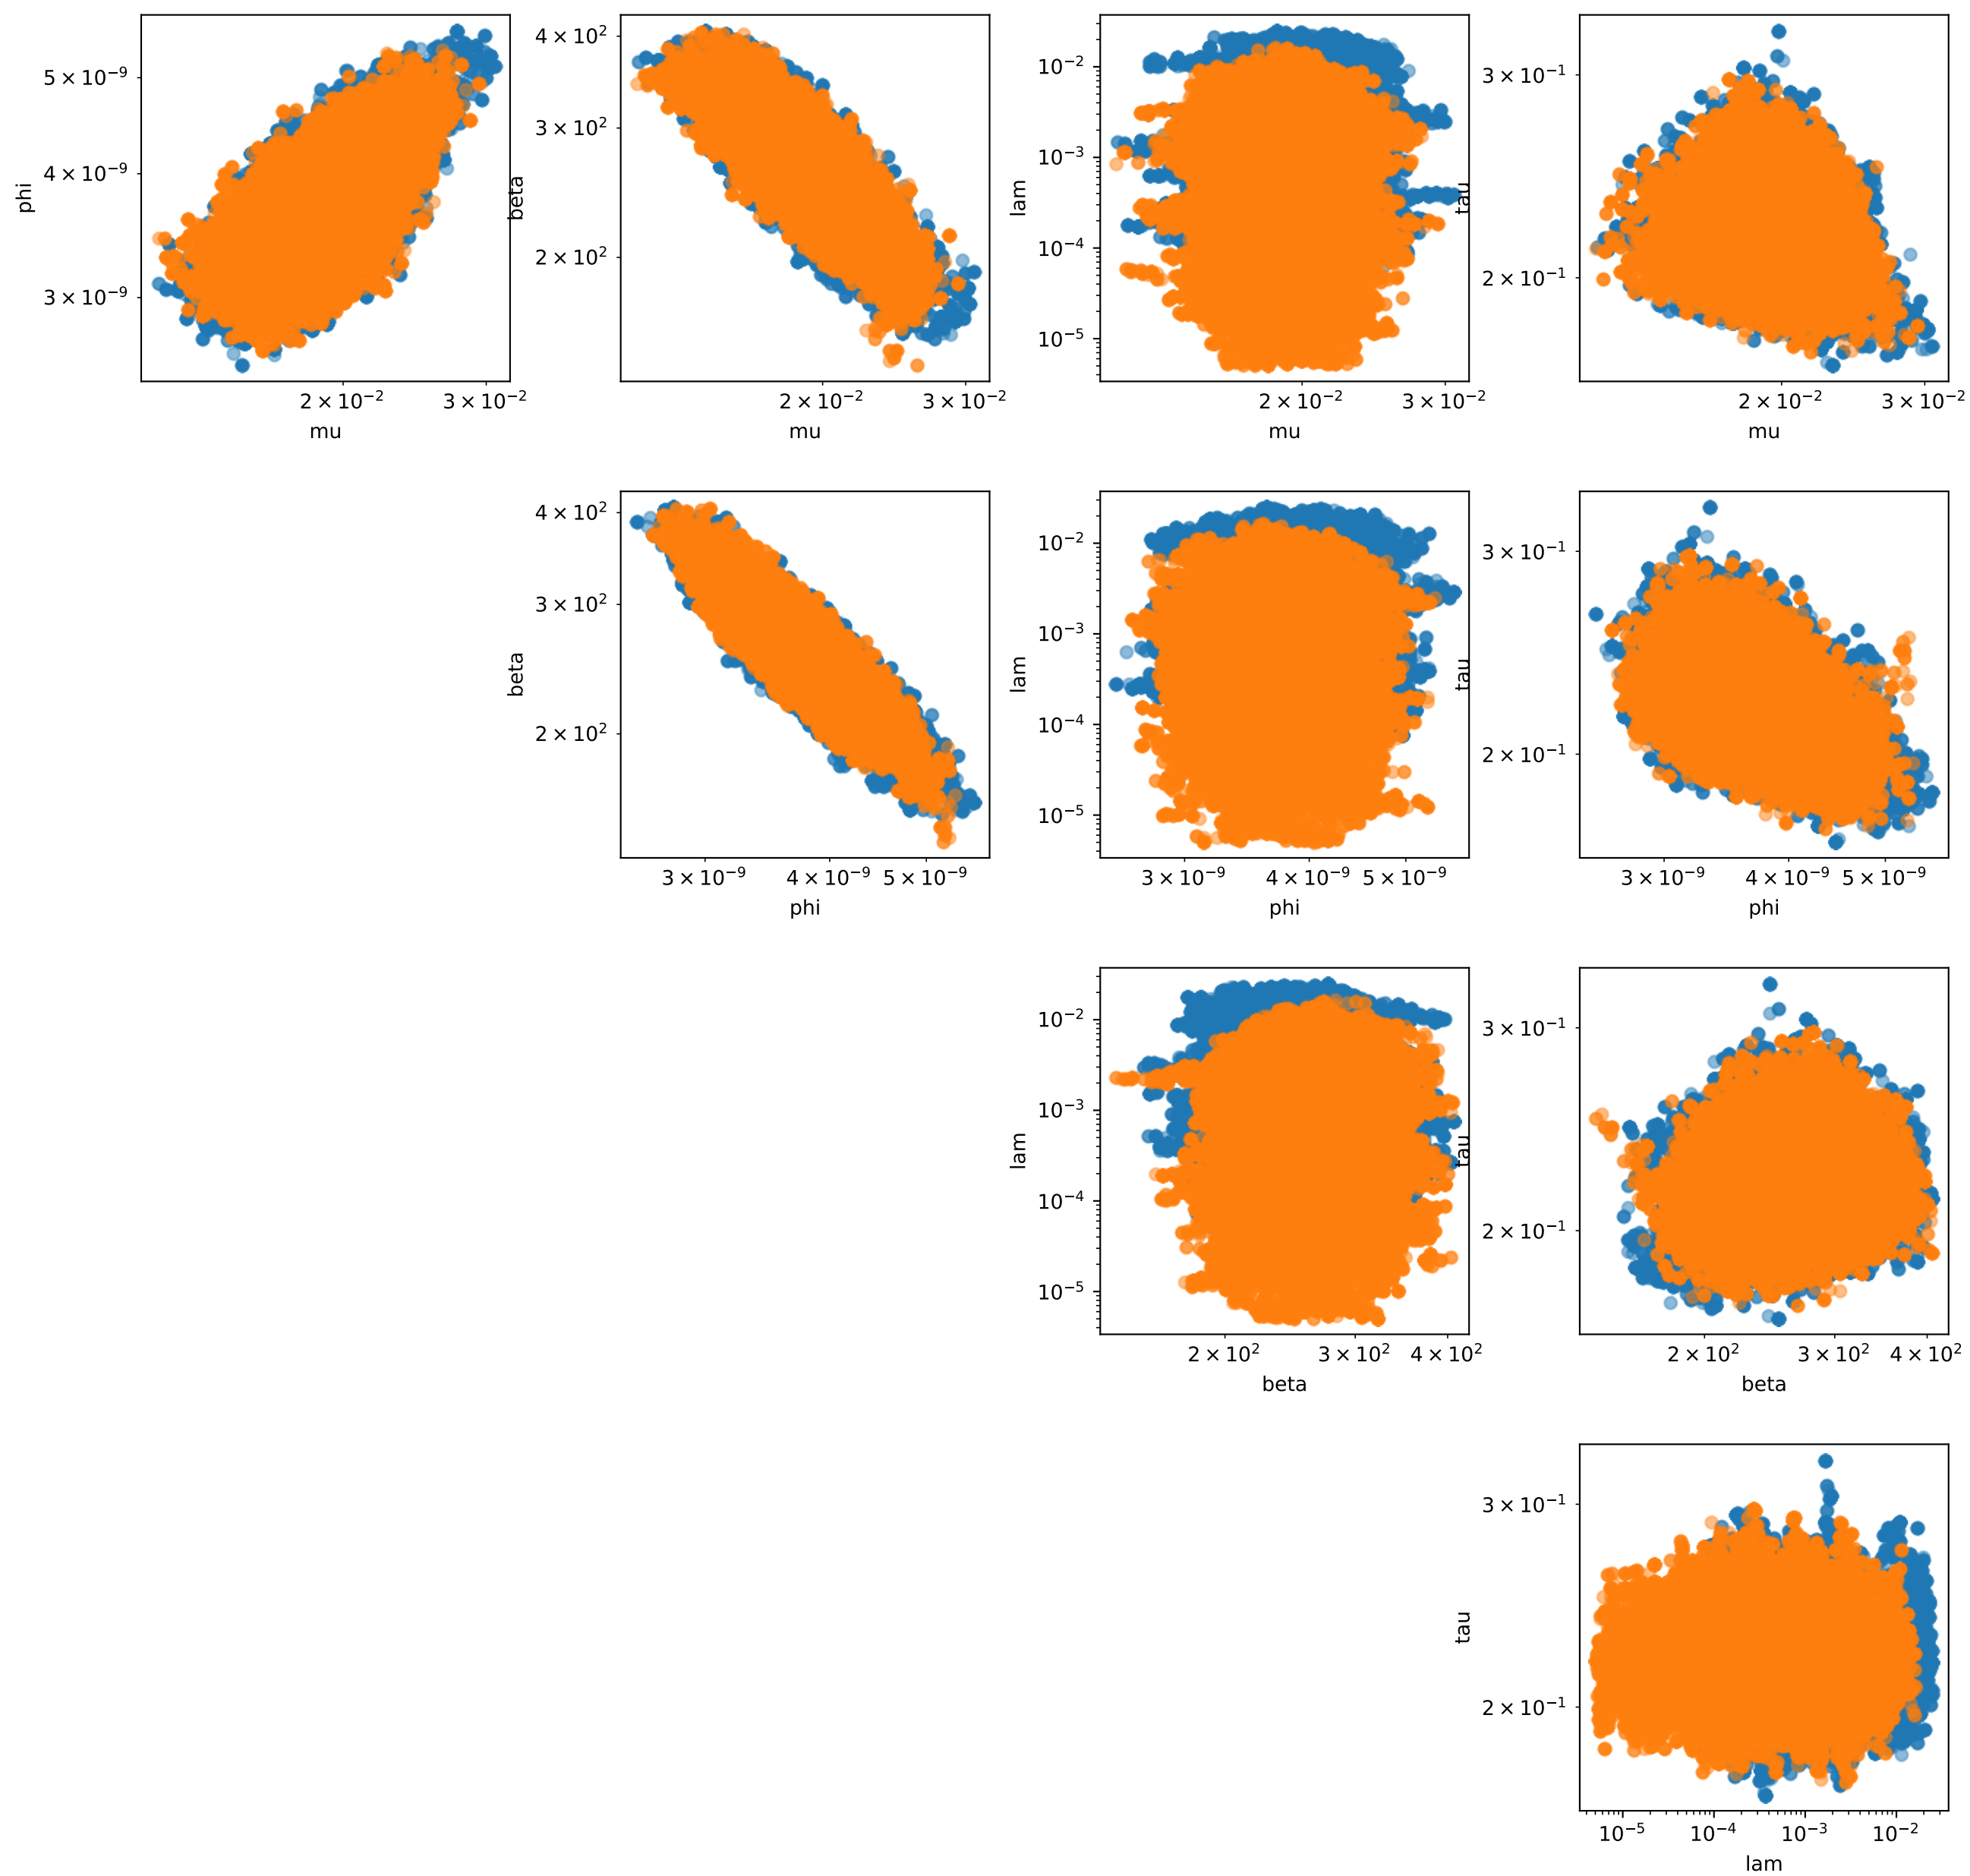 phi
5 × 10⁻⁹
4 × 10⁻⁹
3 × 10⁻⁹
2 × 10⁻² 3 × 10⁻²
mu
beta
4 × 10²
3 × 10²
2 × 10²
2 × 10⁻² 3 × 10⁻²
mu
lam
10⁻²
10⁻³
10⁻⁴
10⁻⁵
2 × 10⁻² 3 × 10⁻²
mu
tau
3 × 10⁻¹
2 × 10⁻¹
2 × 10⁻² 3 × 10⁻²
mu
beta
4 × 10²
3 × 10²
2 × 10²
3 × 10⁻⁹ 4 × 10⁻⁹ 5 × 10⁻⁹
phi
lam
10⁻²
10⁻³
10⁻⁴
10⁻⁵
3 × 10⁻⁹ 4 × 10⁻⁹ 5 × 10⁻⁹
phi
tau
3 × 10⁻¹
2 × 10⁻¹
3 × 10⁻⁹ 4 × 10⁻⁹ 5 × 10⁻⁹
phi
lam
10⁻²
10⁻³
10⁻⁴
10⁻⁵
2 × 10² 3 × 10² 4 × 10²
beta
tau
3 × 10⁻¹
2 × 10⁻¹
2 × 10² 3 × 10² 4 × 10²
beta
tau
3 × 10⁻¹
2 × 10⁻¹
10⁻⁵ 10⁻⁴ 10⁻³ 10⁻²
lam